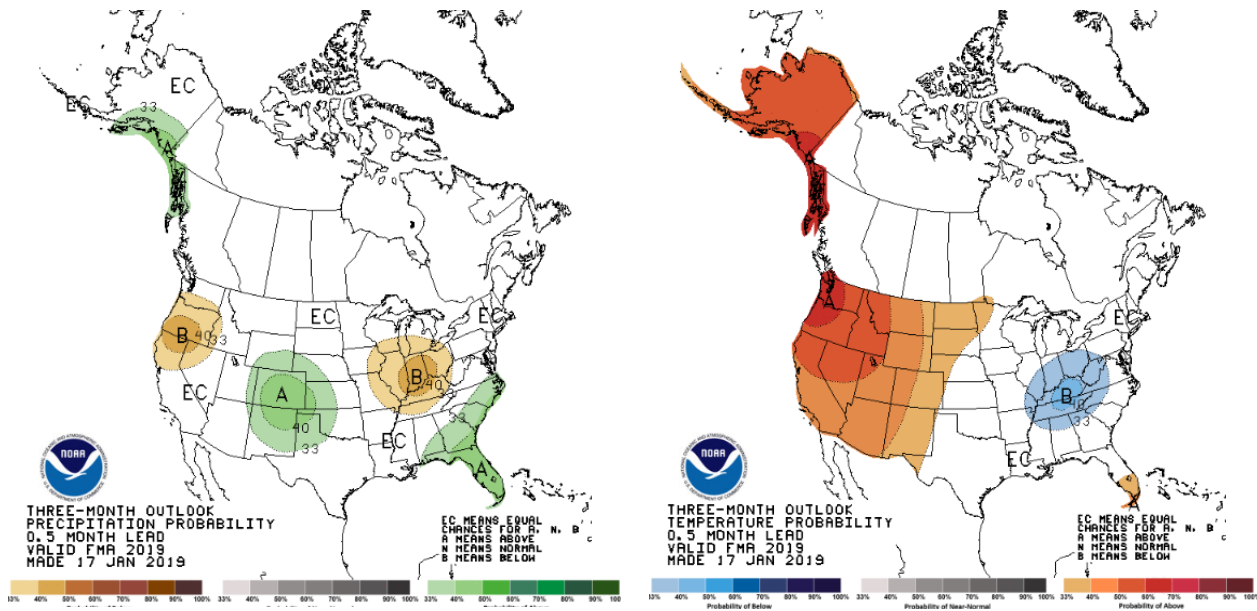 EC
33
EC
A
EC
EC
B
40
33
EC
A
40
33
B
40
33
EC
33
A
NOAA
THREE-MONTH OUTLOOK
PRECIPITATION PROBABILITY
0.5 MONTH LEAD
VALID FMA 2019
MADE 17 JAN 2019
EC MEANS EQUAL
CHANCES FOR A, N, B
A MEANS ABOVE
N MEANS NORMAL
B MEANS BELOW
33% 40% 50% 60% 70% 80% 90% 100%
33% 40% 50% 60% 70% 80% 90% 100%
33% 40% 50% 60% 70% 80% 90% 100
A
A
EC
B
40
33
EC
A
NOAA
THREE-MONTH OUTLOOK
TEMPERATURE PROBABILITY
0.5 MONTH LEAD
VALID FMA 2019
MADE 17 JAN 2019
EC MEANS EQUAL
CHANCES FOR A, N, B
A MEANS ABOVE
N MEANS NORMAL
B MEANS BELOW
33% 40% 50% 60% 70% 80% 90% 100%
Probability of Below
33% 40% 50% 60% 70% 80% 90% 100%
Probability of Near-Normal
33% 40% 50% 60% 70% 80% 90% 100%
Probability of Above